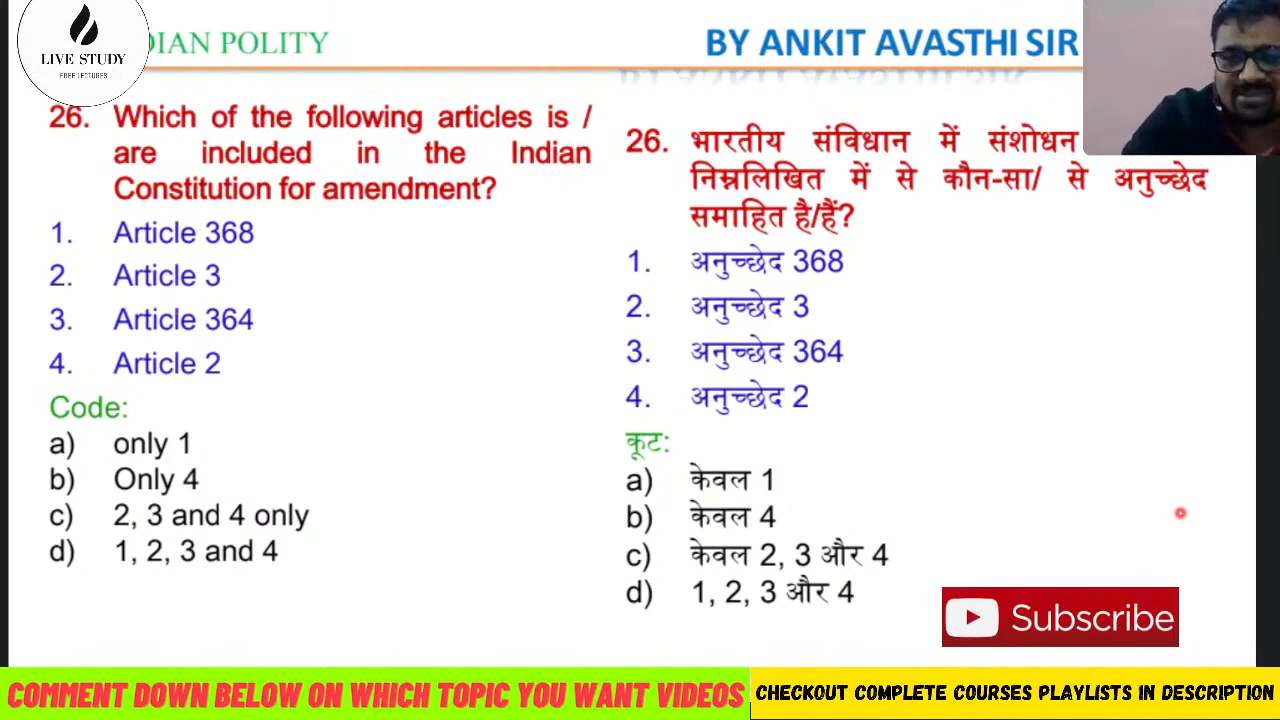 LIVE STUDY
FREE LECTURES
DIAN POLITY
BY ANKIT AVASTHI SIR
26. Which of the following articles is /
are included in the Indian
Constitution for amendment?
1. Article 368
2. Article 3
3. Article 364
4. Article 2
Code:
a) only 1
b) Only 4
c) 2, 3 and 4 only
d) 1, 2, 3 and 4
26. भारतीय संविधान में संशोधन
निम्नलिखित में से कौन-सा/ से अनुच्छेद
समाहित है/हैं?
1. अनुच्छेद 368
2. अनुच्छेद 3
3. अनुच्छेद 364
4. अनुच्छेद 2
कूट:
a) केवल 1
b) केवल 4
c) केवल 2, 3 और 4
d) 1, 2, 3 और 4
Subscribe
COMMENT DOWN BELOW ON WHICH TOPIC YOU WANT VIDEOS
CHECKOUT COMPLETE COURSES PLAYLISTS IN DESCRIPTION